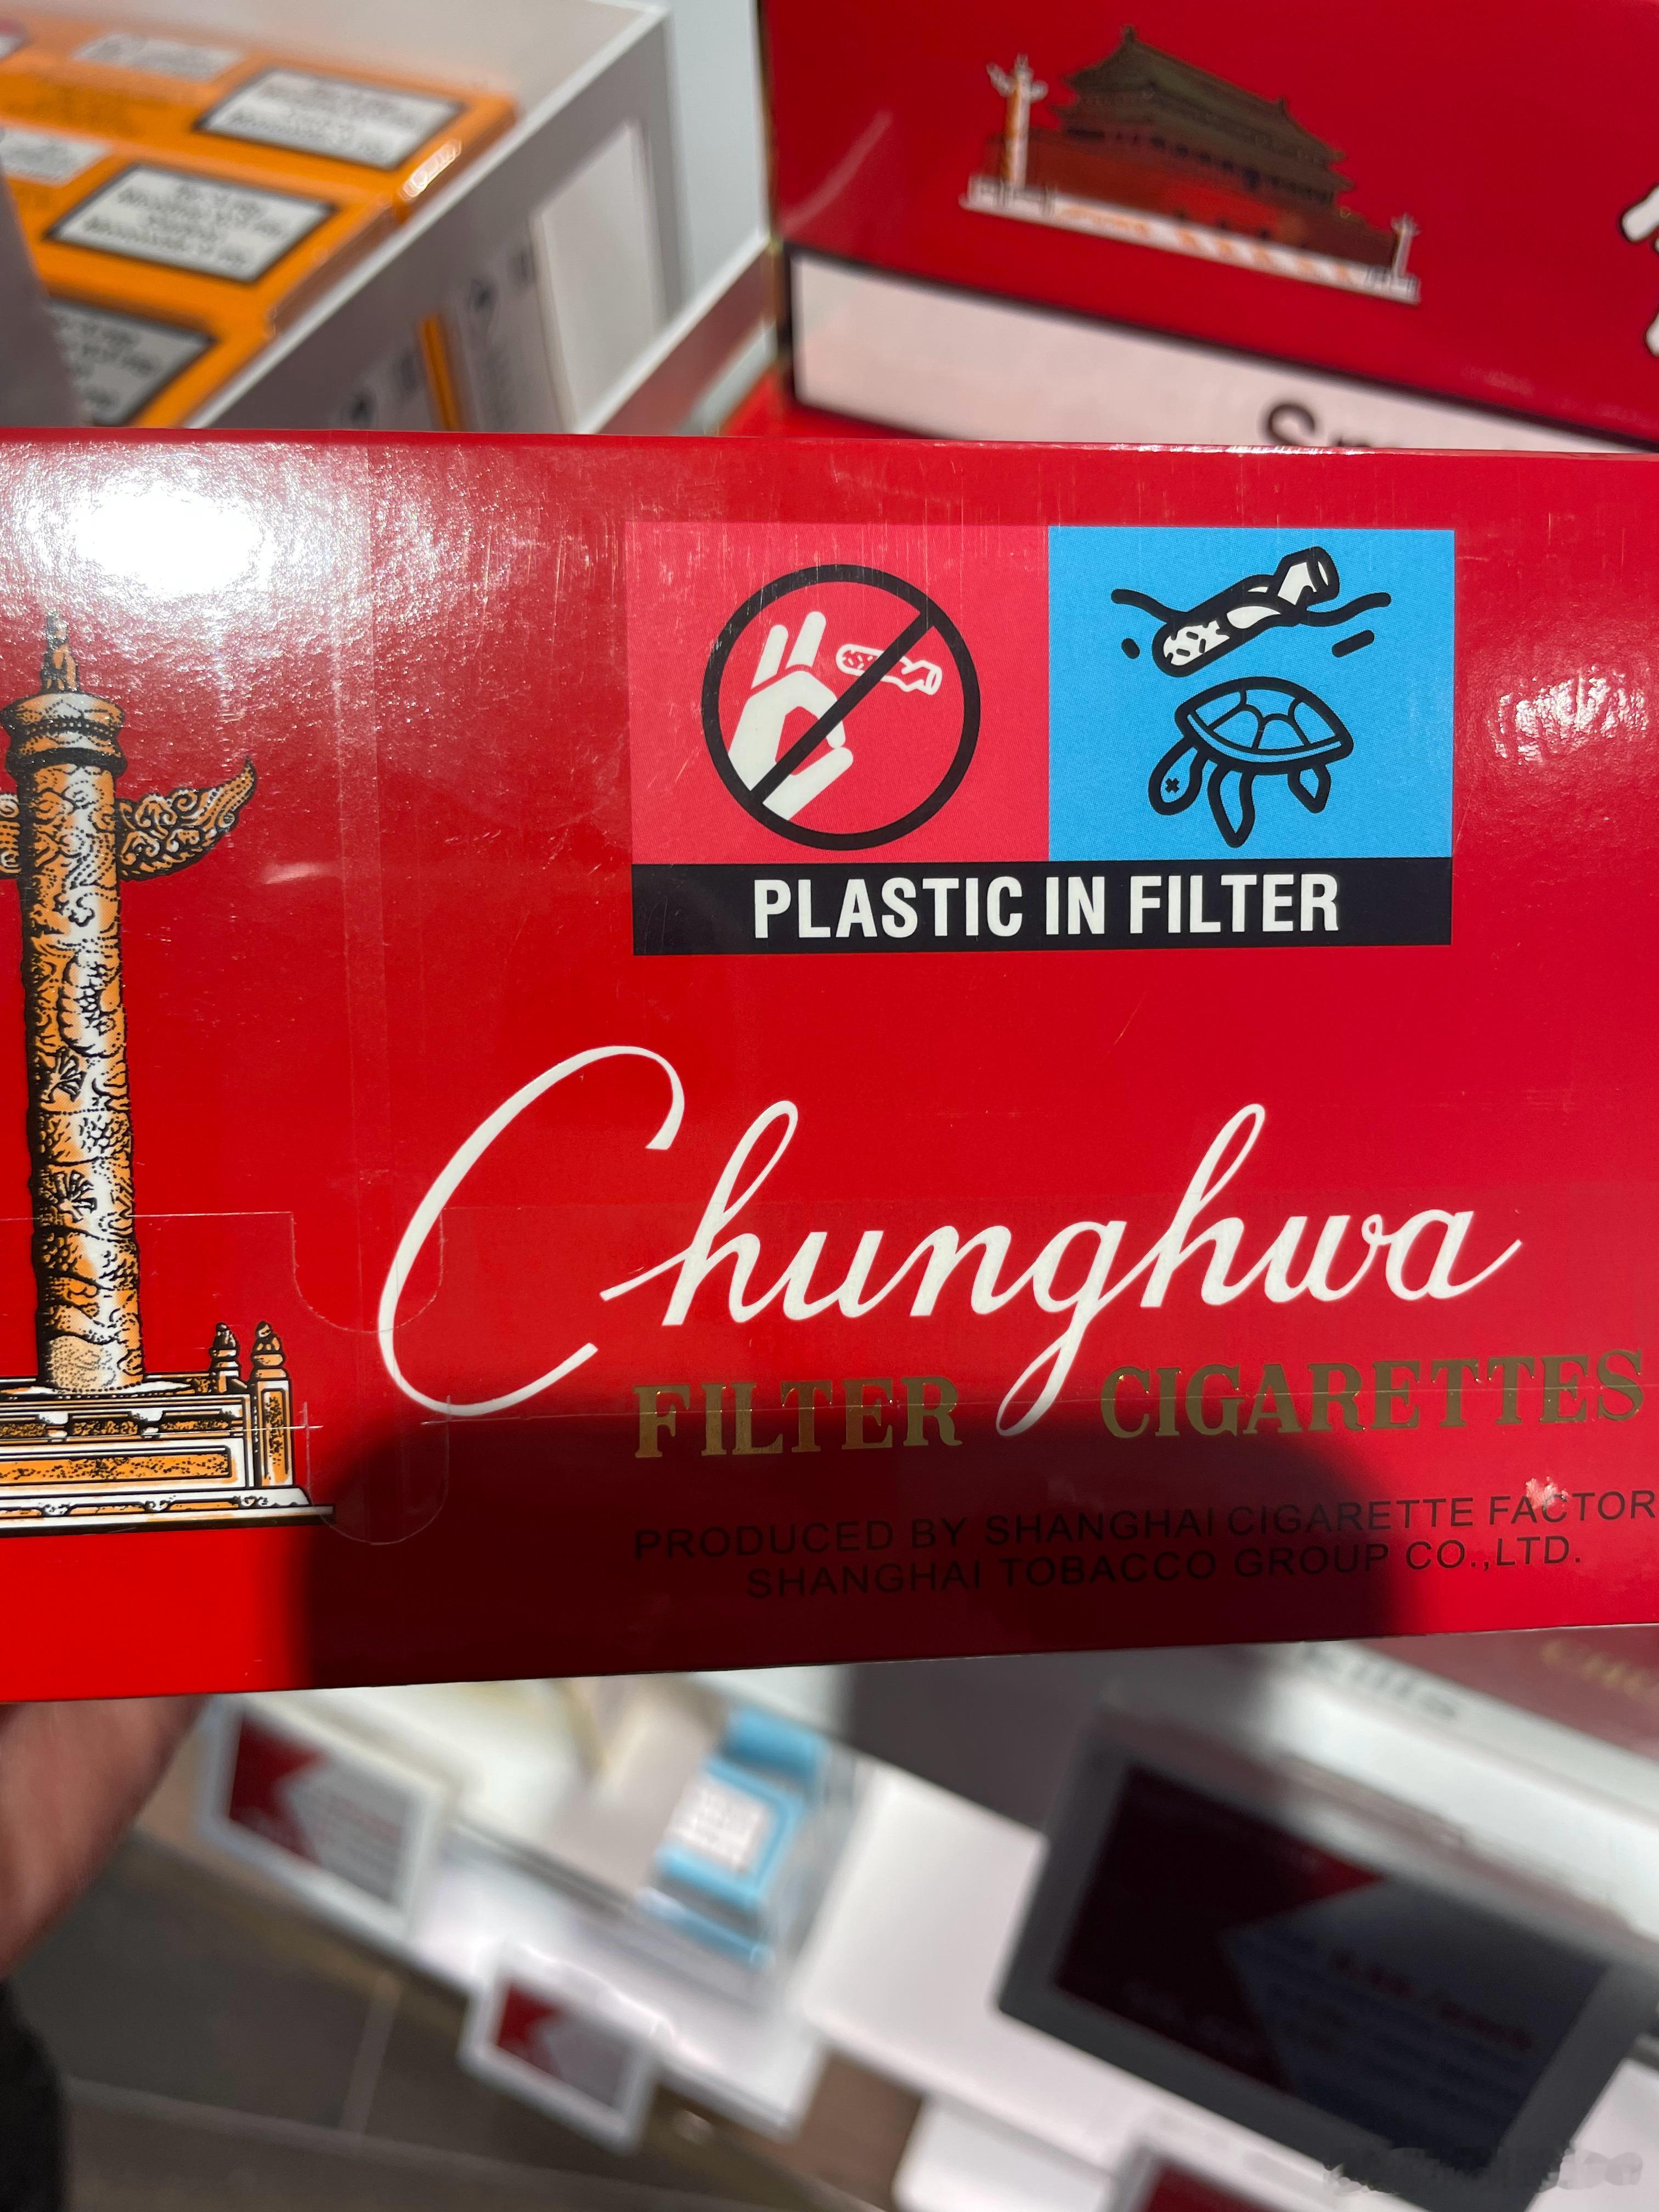 PLASTIC IN FILTER
Chunghwa
FILTER CIGARETTES
PRODUCED BY SHANGHAI CIGARETTE FACTOR
SHANGHAI TOBACCO GROUP CO.,LTD.